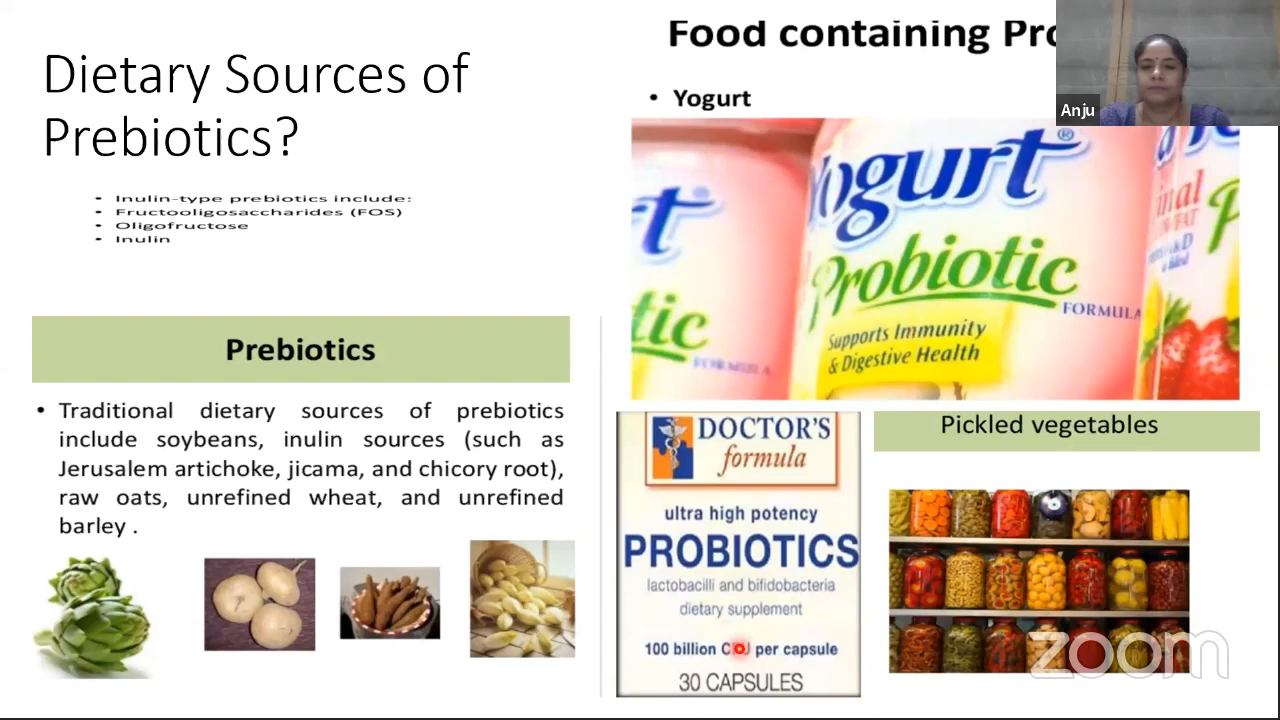 Dietary Sources of
Prebiotics?
• Inulin-type prebiotics include:
• Fructooligosaccharides (FOS)
• Oligofructose
• Inulin
Prebiotics
• Traditional dietary sources of prebiotics
include soybeans, inulin sources (such as
Jerusalem artichoke, jicama, and chicory root),
raw oats, unrefined wheat, and unrefined
barley .
Food containing Pro
• Yogurt
Yogurt®
Probiotic
FORMULA
Supports Immunity
& Digestive Health
t®
tic
FORMULA
inal
FAT
DOCTOR'S
formula
ultra high potency
PROBIOTICS
lactobacilli and bifidobacteria
dietary supplement
100 billion per capsule
30 CAPSULES
Pickled vegetables
Anju
zoom